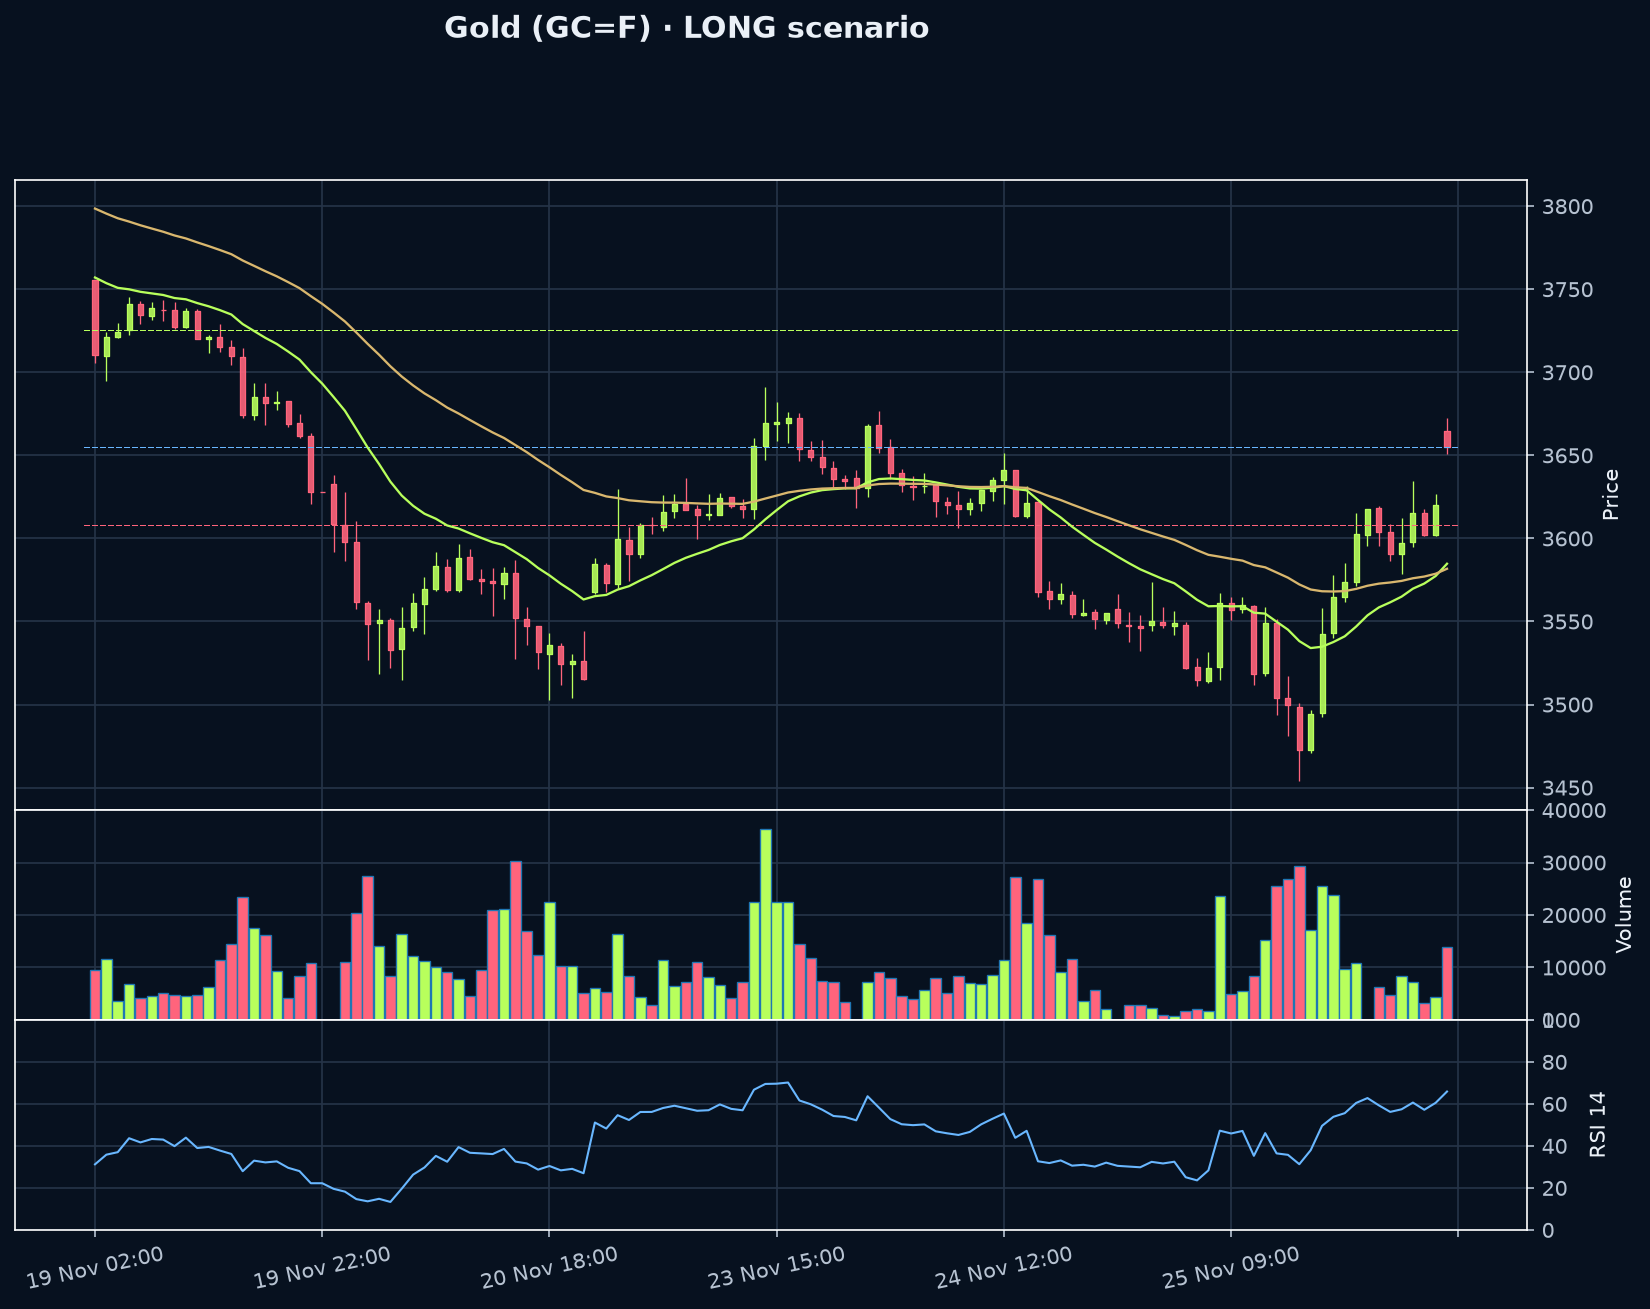 Gold (GC=F) · LONG scenario
3800
3750
3700
3650
3600
3550
3500
3450
Price
40000
30000
20000
10000
0
Volume
100
80
60
40
20
0
RSI 14
19 Nov 02:00
19 Nov 22:00
20 Nov 18:00
23 Nov 15:00
24 Nov 12:00
25 Nov 09:00